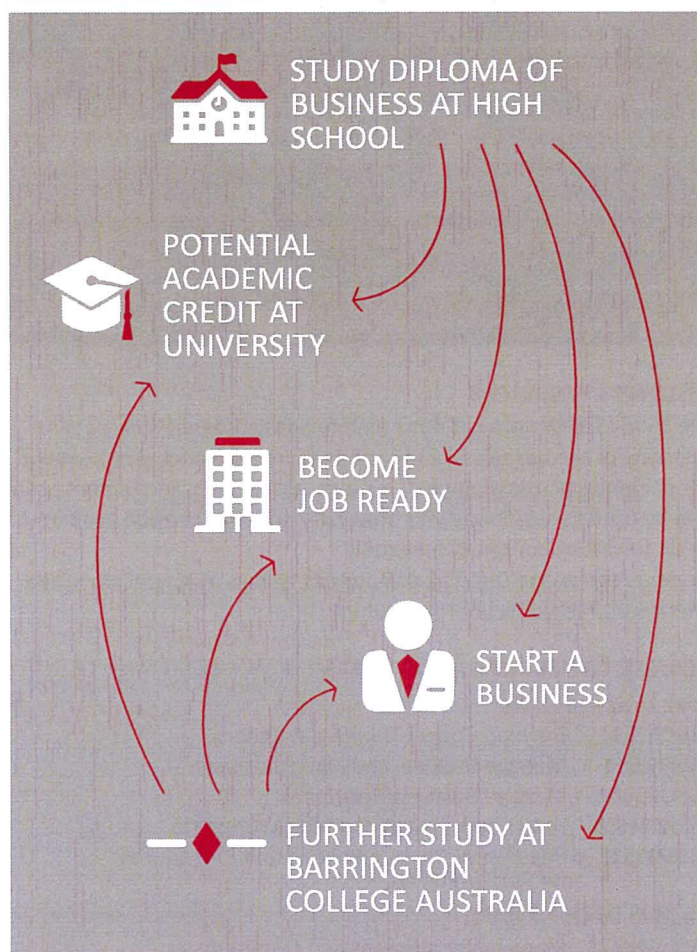 STUDY DIPLOMA OF
BUSINESS AT HIGH
SCHOOL
POTENTIAL
ACADEMIC
CREDIT AT
UNIVERSITY
BECOME
JOB READY
START A
BUSINESS
FURTHER STUDY AT
BARRINGTON
COLLEGE AUSTRALIA